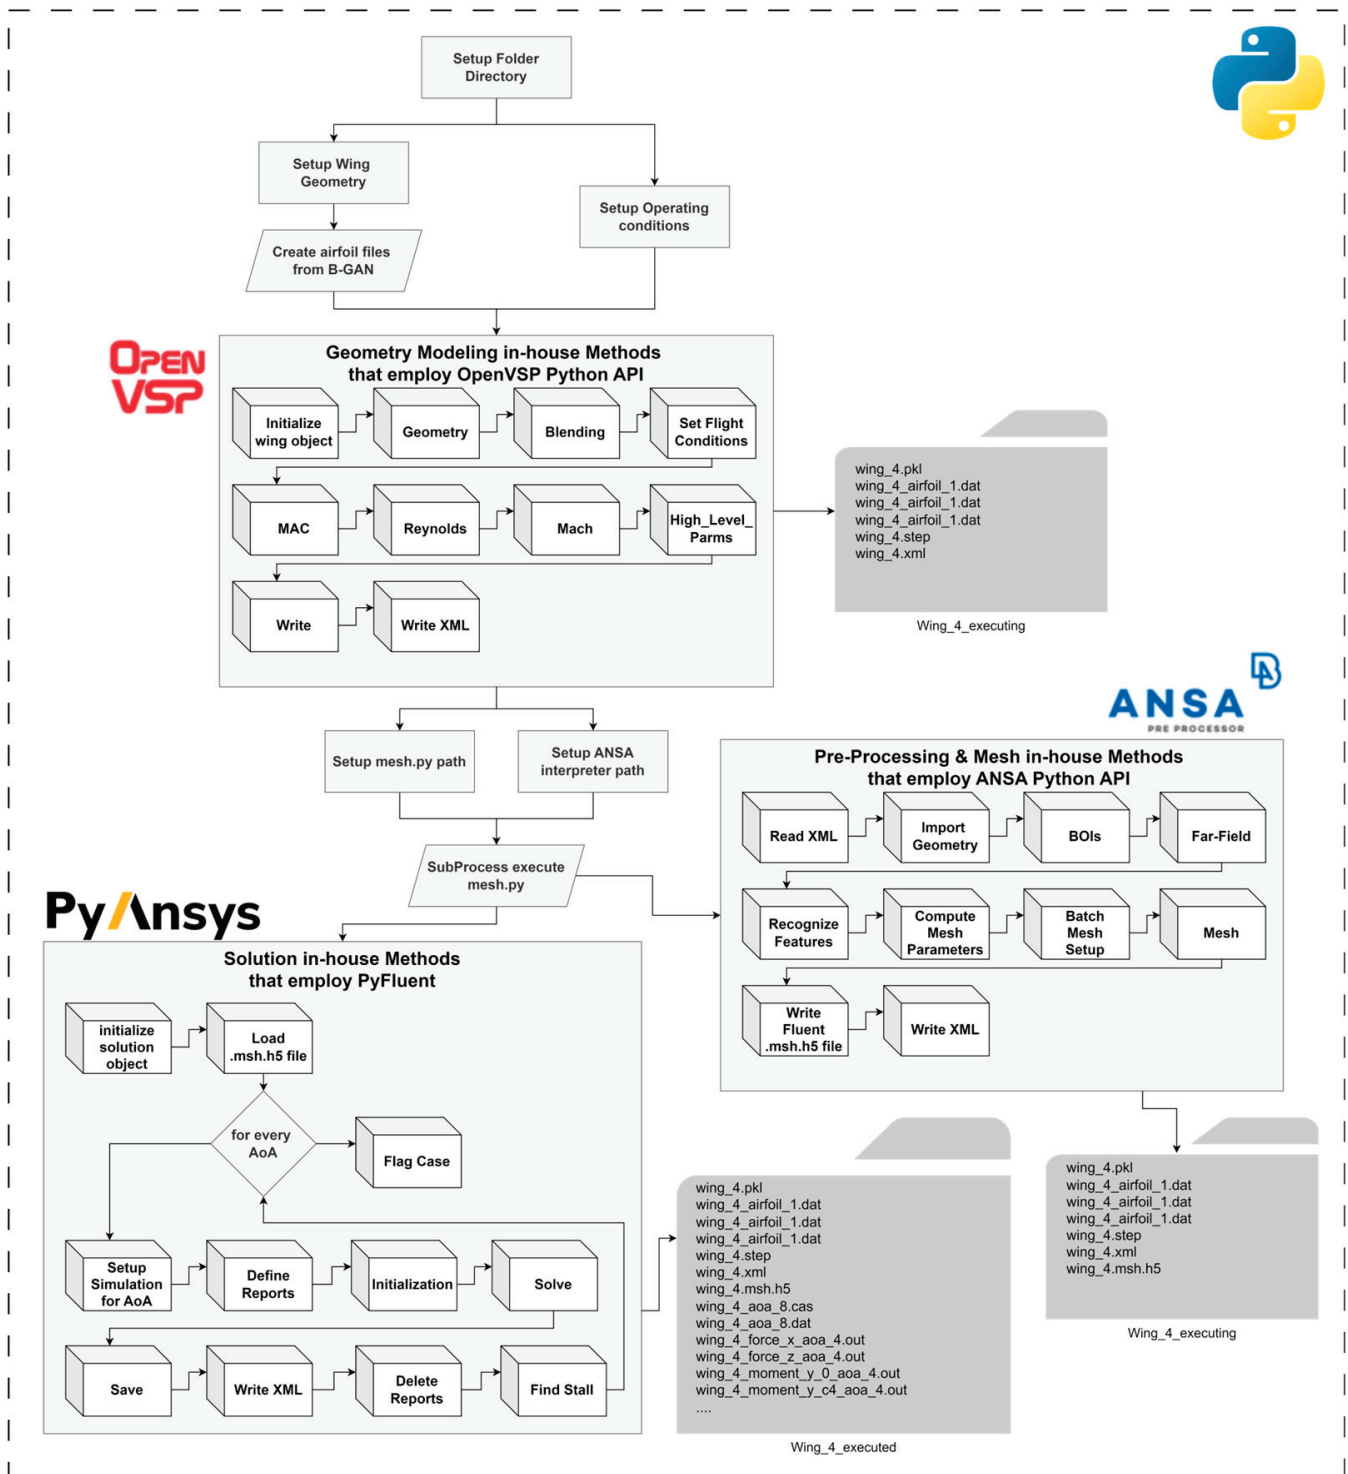 Setup Folder
Directory
Setup Wing
Geometry
Setup Operating
conditions
Create airfoil files
from B-GAN
OPEN
VSP
Geometry Modeling in-house Methods
that employ OpenVSP Python API
Initialize
wing object
Geometry
Blending
Set Flight
Conditions
MAC
Reynolds
Mach
High_Level_
Parms
Write
Write XML
wing_4.pkl
wing_4_airfoil_1.dat
wing_4_airfoil_1.dat
wing_4_airfoil_1.dat
wing_4.step
wing_4.xml
Wing_4_executing
Setup mesh.py path
Setup ANSA
interpreter path
SubProcess execute
mesh.py
ANSA
PRE PROCESSOR
Pre-Processing & Mesh in-house Methods
that employ ANSA Python API
Read XML
Import
Geometry
BOIs
Far-Field
Recognize
Features
Compute
Mesh
Parameters
Batch
Mesh
Setup
Mesh
Write
Fluent
.msh.h5 file
Write XML
wing_4.pkl
wing_4_airfoil_1.dat
wing_4_airfoil_1.dat
wing_4_airfoil_1.dat
wing_4.step
wing_4.xml
wing_4.msh.h5
Wing_4_executing
PyAnsys
Solution in-house Methods
that employ PyFluent
initialize
solution
object
Load
.msh.h5 file
for every
AoA
Flag Case
Setup
Simulation
for AoA
Define
Reports
Initialization
Solve
Save
Write XML
Delete
Reports
Find Stall
wing_4.pkl
wing_4_airfoil_1.dat
wing_4_airfoil_1.dat
wing_4_airfoil_1.dat
wing_4.step
wing_4.xml
wing_4.msh.h5
wing_4_aoa_8.cas
wing_4_aoa_8.dat
wing_4_force_x_aoa_4.out
wing_4_force_z_aoa_4.out
wing_4_moment_y_0_aoa_4.out
wing_4_moment_y_c4_aoa_4.out
....
Wing_4_executed